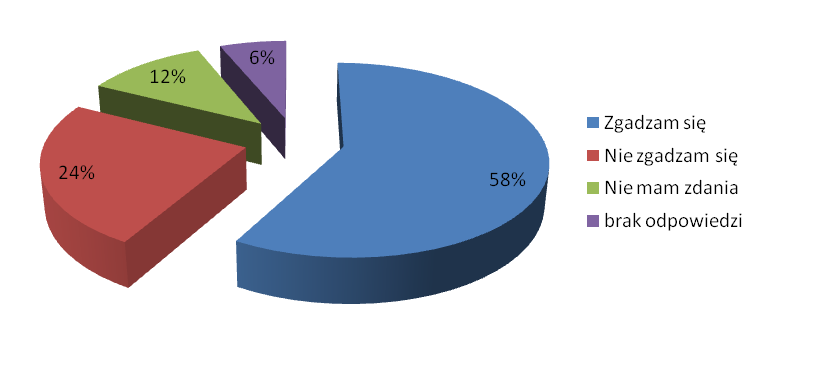 6%
12%
24%
58%
Zgadzam się
Nie zgadzam się
Nie mam zdania
brak odpowiedzi